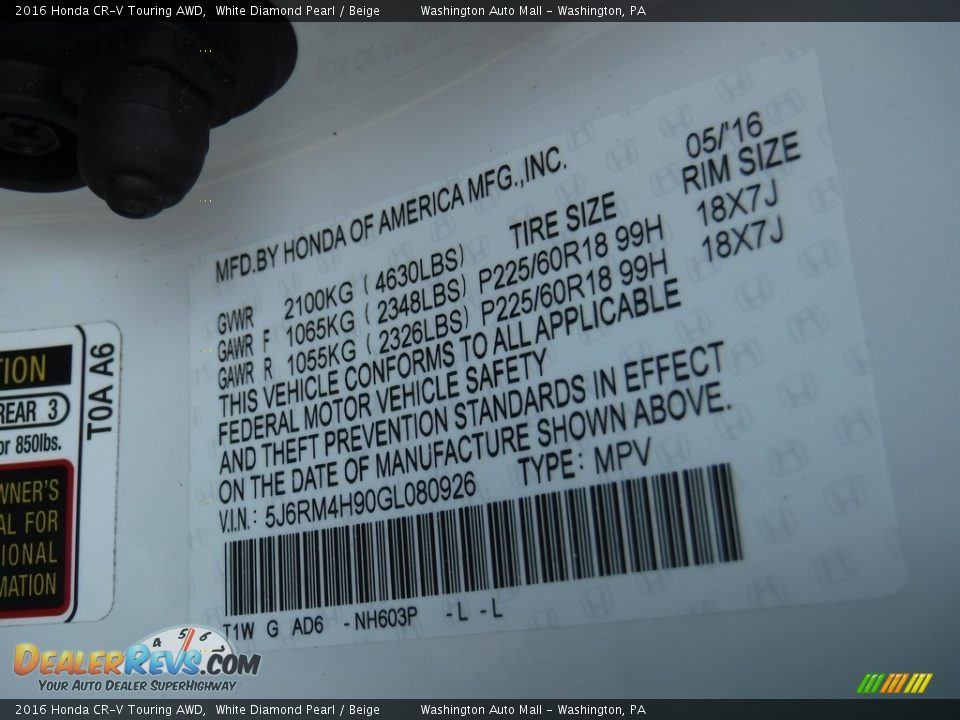 2016 Honda CR-V Touring AWD, White Diamond Pearl / Beige Washington Auto Mall - Washington, PA
MFD.BY HONDA OF AMERICA MFG.,INC. 05/'16
TIRE SIZE RIM SIZE
GVWR 2100KG ( 4630LBS)
GAWR F 1065KG ( 2348LBS) P225/60R18 99H 18X7J
GAWR R 1055KG ( 2326LBS) P225/60R18 99H 18X7J
THIS VEHICLE CONFORMS TO ALL APPLICABLE
FEDERAL MOTOR VEHICLE SAFETY
AND THEFT PREVENTION STANDARDS IN EFFECT
ON THE DATE OF MANUFACTURE SHOWN ABOVE.
V.I.N.: 5J6RM4H90GL080926 TYPE: MPV
T1W G AD6 - NH603P - L - L
TION
REAR 3
or 850lbs.
WNER'S
AL FOR
IONAL
MATION
T0A A6
4 5 6
DealerRevs.com
Your Auto Dealer SuperHighway
2016 Honda CR-V Touring AWD, White Diamond Pearl / Beige Washington Auto Mall - Washington, PA